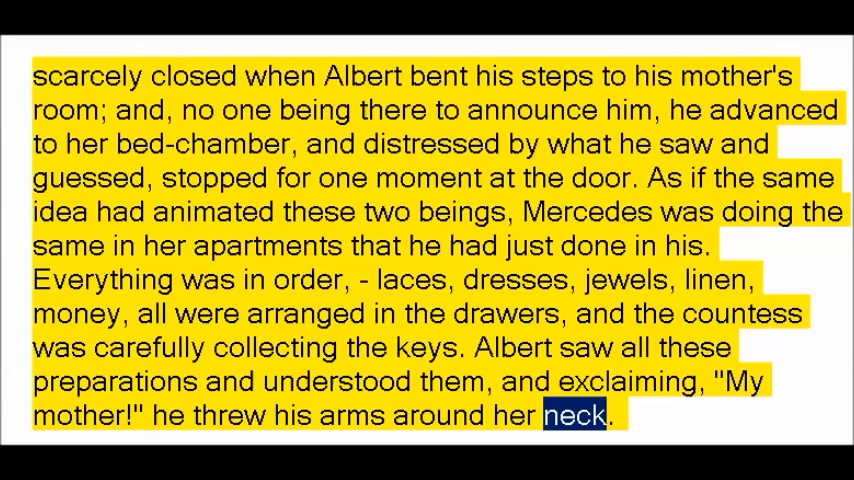 scarcely closed when Albert bent his steps to his mother's
room; and, no one being there to announce him, he advanced
to her bed-chamber, and distressed by what he saw and
guessed, stopped for one moment at the door. As if the same
idea had animated these two beings, Mercedes was doing the
same in her apartments that he had just done in his.
Everything was in order, - laces, dresses, jewels, linen,
money, all were arranged in the drawers, and the countess
was carefully collecting the keys. Albert saw all these
preparations and understood them, and exclaiming, "My
mother!" he threw his arms around her neck.